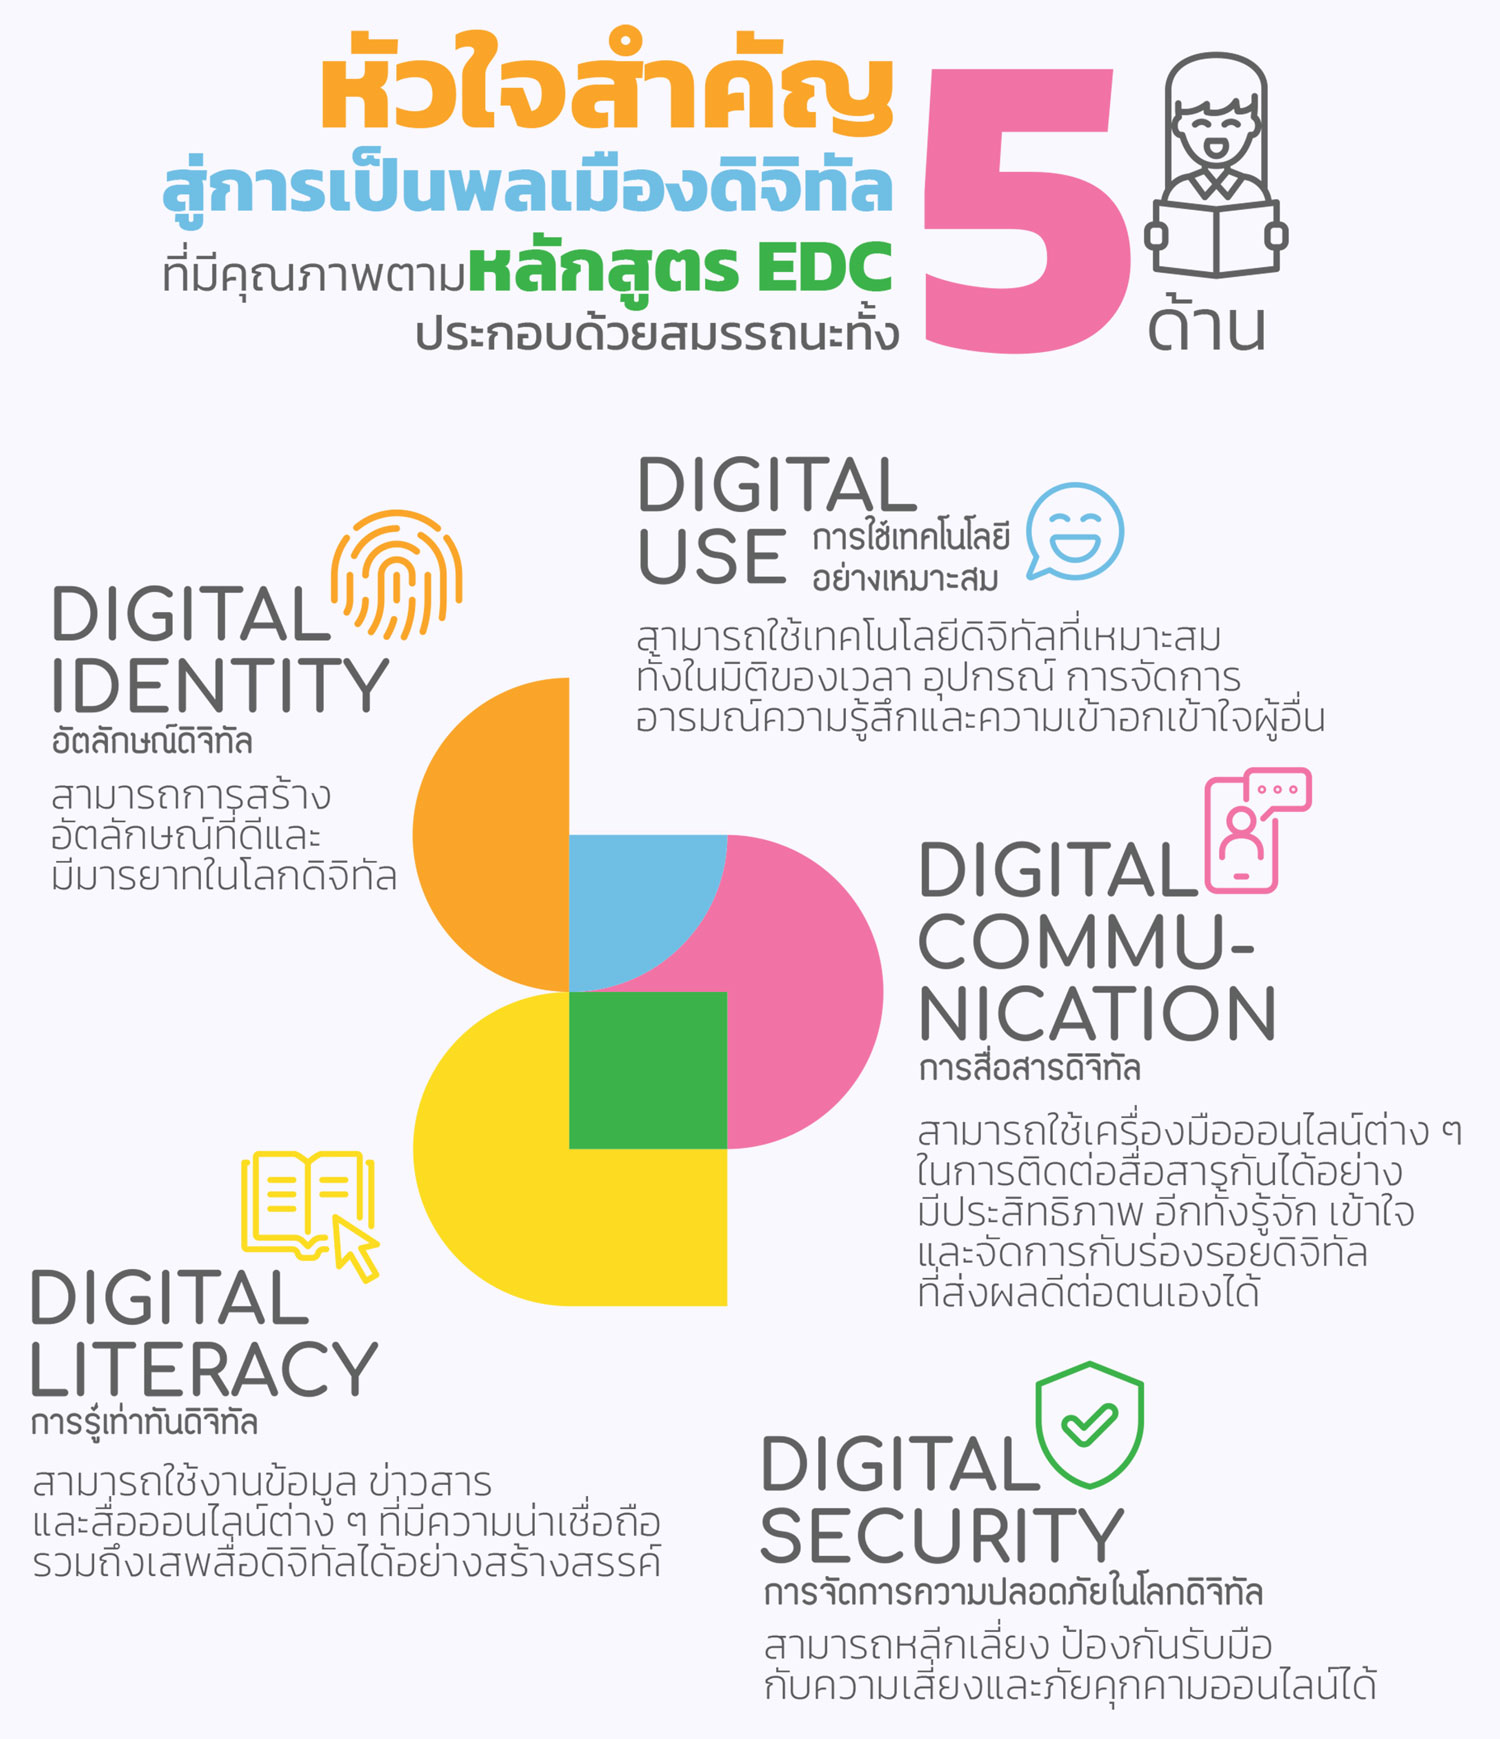 หัวใจสำคัญ
สู่การเป็นพลเมืองดิจิทัล
ที่มีคุณภาพตามหลักสูตร EDC
ประกอบด้วยสมรรถนะทั้ง 5 ด้าน
DIGITAL
IDENTITY
อัตลักษณ์ดิจิทัล
สามารถการสร้าง
อัตลักษณ์ที่ดีและ
มีมารยาทในโลกดิจิทัล
DIGITAL
USE การใช้เทคโนโลยี
อย่างเหมาะสม
สามารถใช้เทคโนโลยีดิจิทัลที่เหมาะสม
ทั้งในมิติของเวลา อุปกรณ์ การจัดการ
อารมณ์ความรู้สึกและความเข้าอกเข้าใจผู้อื่น
DIGITAL
COMMU-
NICATION
การสื่อสารดิจิทัล
สามารถใช้เครื่องมือออนไลน์ต่าง ๆ
ในการติดต่อสื่อสารกันได้อย่าง
มีประสิทธิภาพ อีกทั้งรู้จัก เข้าใจ
และจัดการกับร่องรอยดิจิทัล
ที่ส่งผลดีต่อตนเองได้
DIGITAL
LITERACY
การรู้เท่าทันดิจิทัล
สามารถใช้งานข้อมูล ข่าวสาร
และสื่อออนไลน์ต่าง ๆ ที่มีความน่าเชื่อถือ
รวมถึงเสพสื่อดิจิทัลได้อย่างสร้างสรรค์
DIGITAL
SECURITY
การจัดการความปลอดภัยในโลกดิจิทัล
สามารถหลีกเลี่ยง ป้องกันรับมือ
กับความเสี่ยงและภัยคุกคามออนไลน์ได้